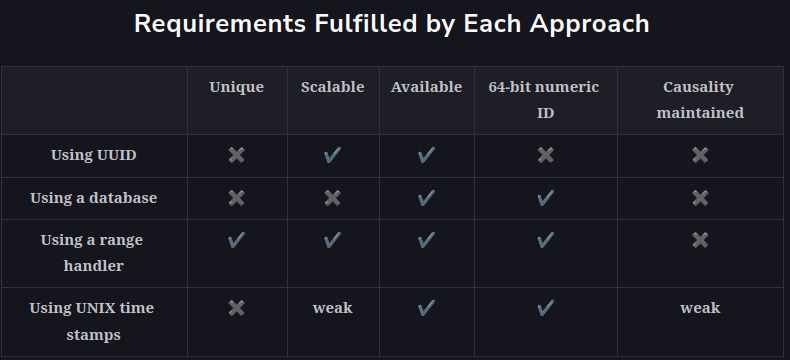 Requirements Fulfilled by Each Approach
Unique Scalable Available 64-bit numeric ID Causality maintained
Using UUID ✖ ✔ ✔ ✖ ✖
Using a database ✖ ✖ ✔ ✔ ✖
Using a range handler ✔ ✔ ✔ ✔ ✖
Using UNIX time stamps ✖ weak ✔ ✔ weak